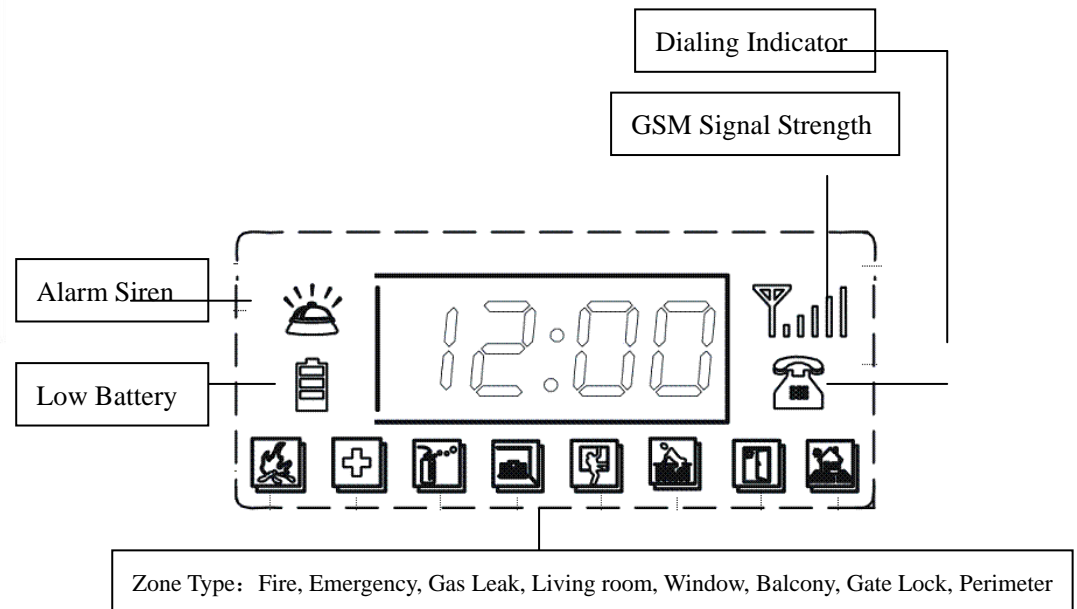 Dialing Indicator
GSM Signal Strength
Alarm Siren
12:00
Low Battery
Zone Type：Fire, Emergency, Gas Leak, Living room, Window, Balcony, Gate Lock, Perimeter